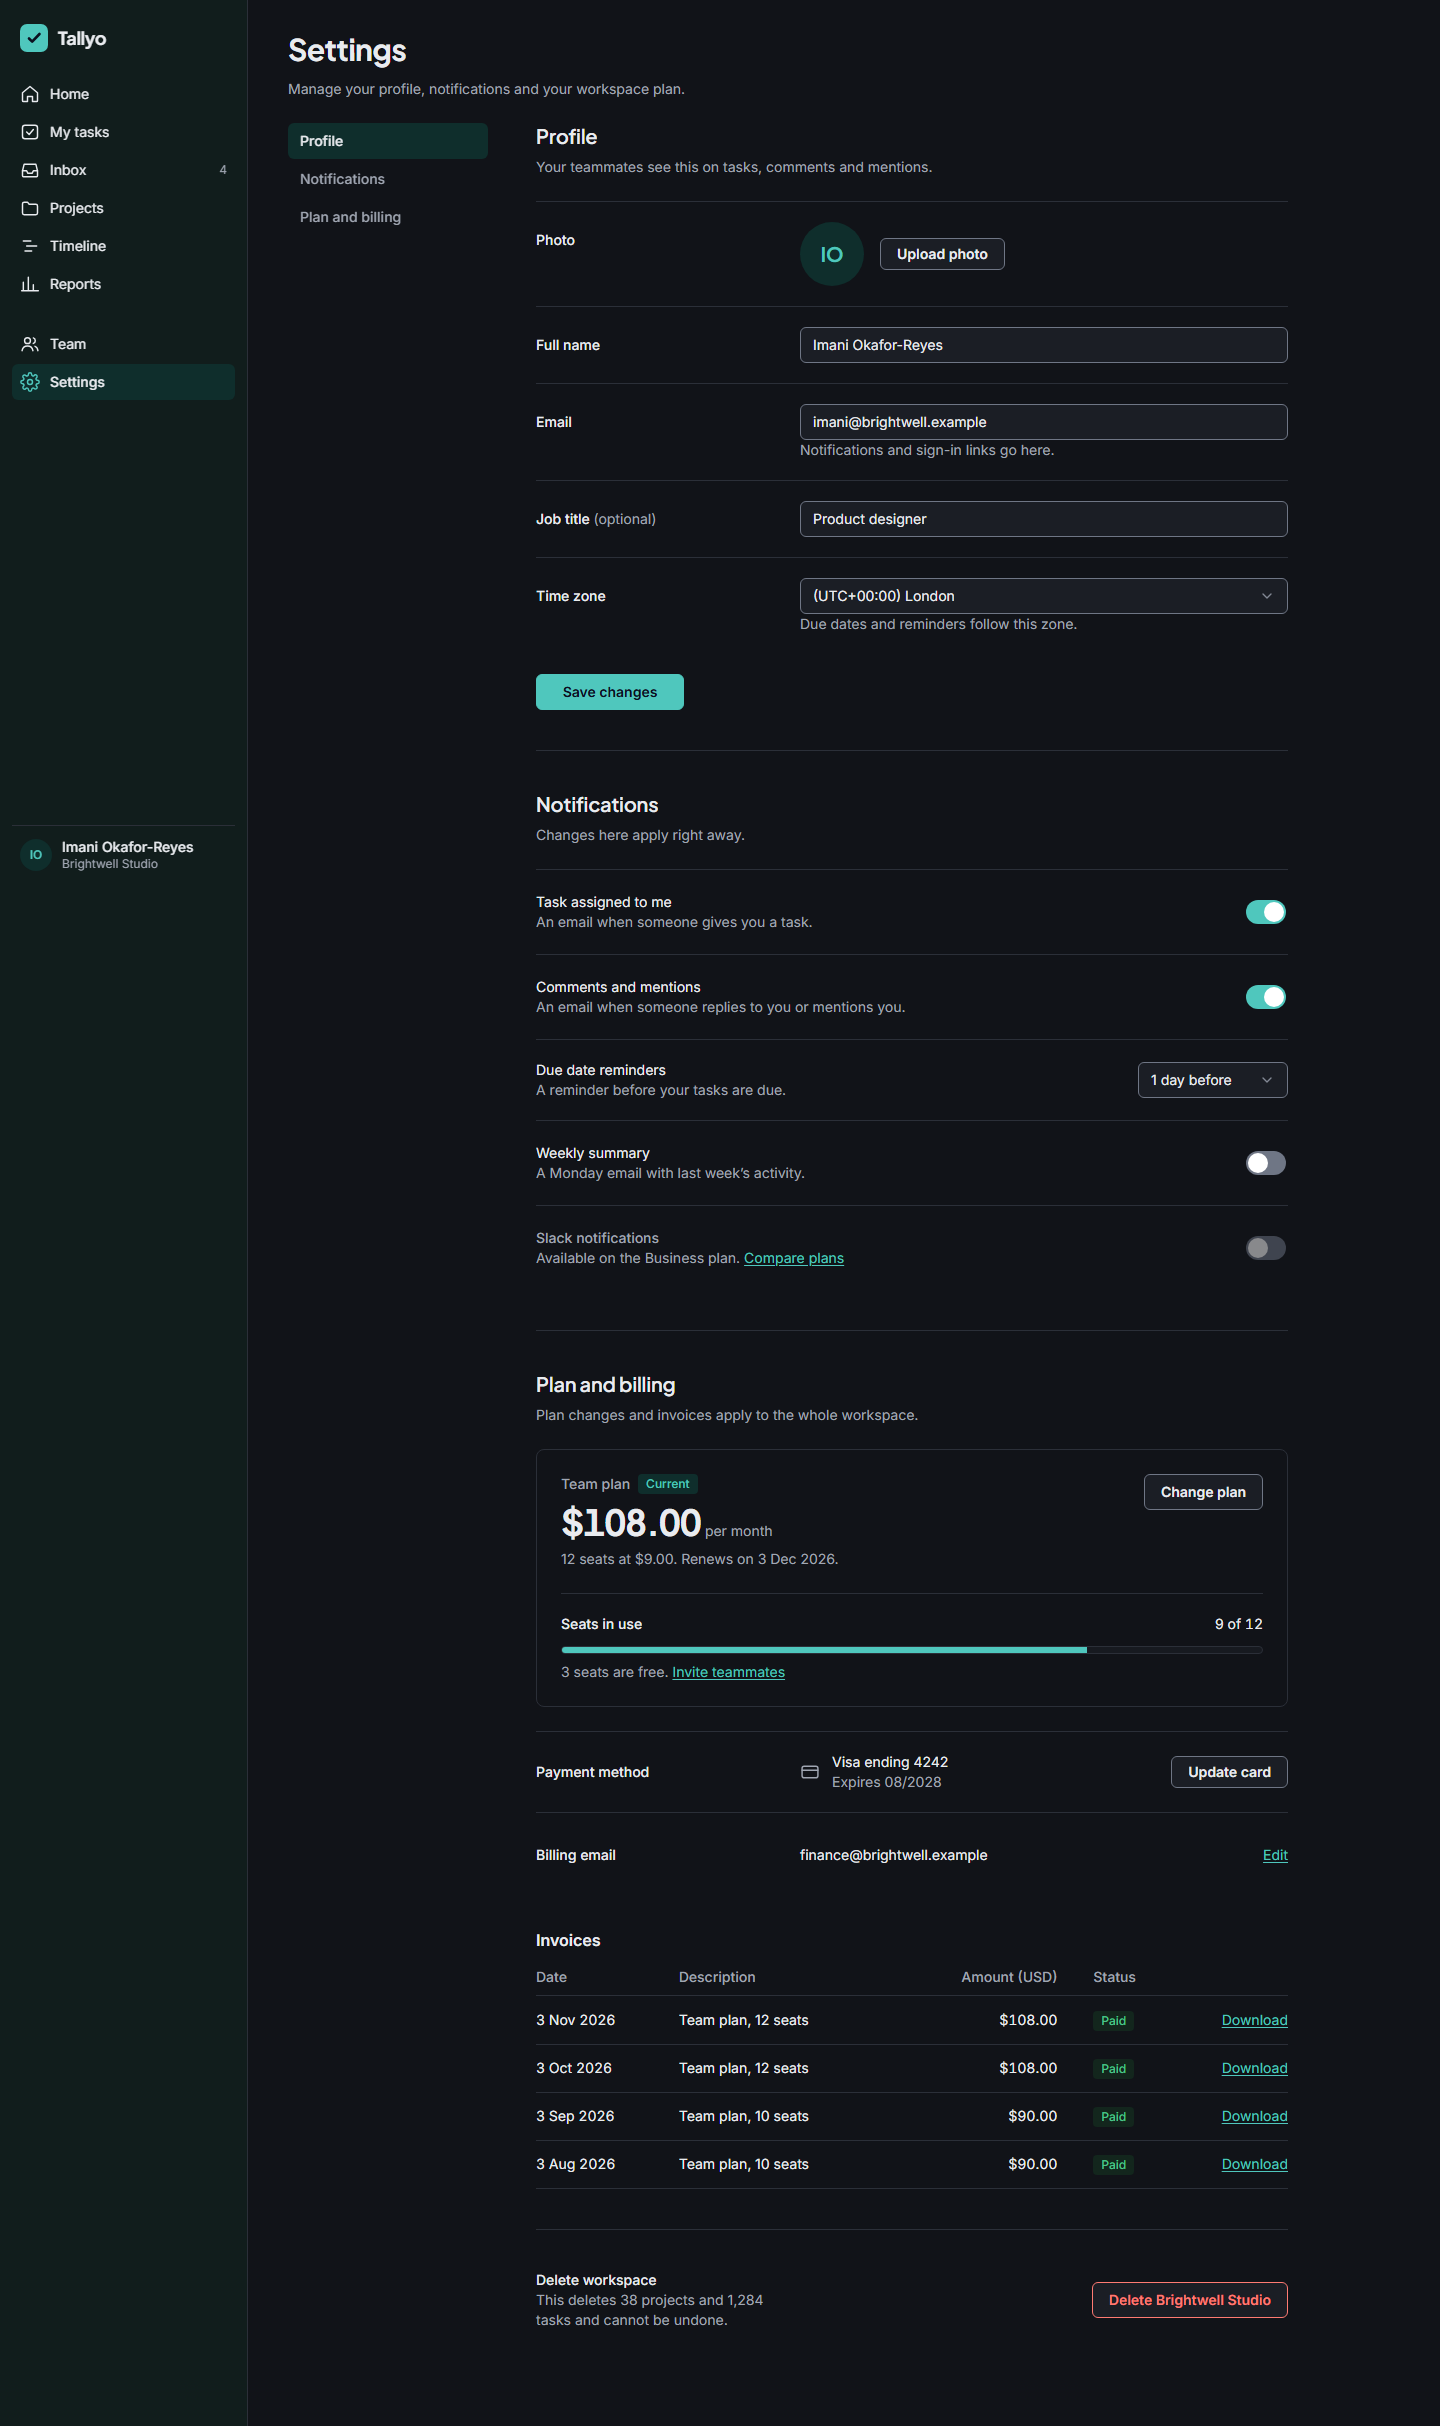 Tallyo
Home
My tasks
Inbox 4
Projects
Timeline
Reports
Team
Settings
IO
Imani Okafor-Reyes
Brightwell Studio
Settings
Manage your profile, notifications and your workspace plan.
Profile
Notifications
Plan and billing
Profile
Your teammates see this on tasks, comments and mentions.
Photo
IO
Upload photo
Full name
Imani Okafor-Reyes
Email
imani@brightwell.example
Notifications and sign-in links go here.
Job title (optional)
Product designer
Time zone
(UTC+00:00) London
Due dates and reminders follow this zone.
Save changes
Notifications
Changes here apply right away.
Task assigned to me
An email when someone gives you a task.
Comments and mentions
An email when someone replies to you or mentions you.
Due date reminders
A reminder before your tasks are due.
1 day before
Weekly summary
A Monday email with last week’s activity.
Slack notifications
Available on the Business plan. Compare plans
Plan and billing
Plan changes and invoices apply to the whole workspace.
Team plan Current
Change plan
$108.00 per month
12 seats at $9.00. Renews on 3 Dec 2026.
Seats in use 9 of 12
3 seats are free. Invite teammates
Payment method
Visa ending 4242
Expires 08/2028
Update card
Billing email finance@brightwell.example Edit
Invoices
Date Description Amount (USD) Status
3 Nov 2026 Team plan, 12 seats $108.00 Paid Download
3 Oct 2026 Team plan, 12 seats $108.00 Paid Download
3 Sep 2026 Team plan, 10 seats $90.00 Paid Download
3 Aug 2026 Team plan, 10 seats $90.00 Paid Download
Delete workspace
This deletes 38 projects and 1,284
tasks and cannot be undone.
Delete Brightwell Studio